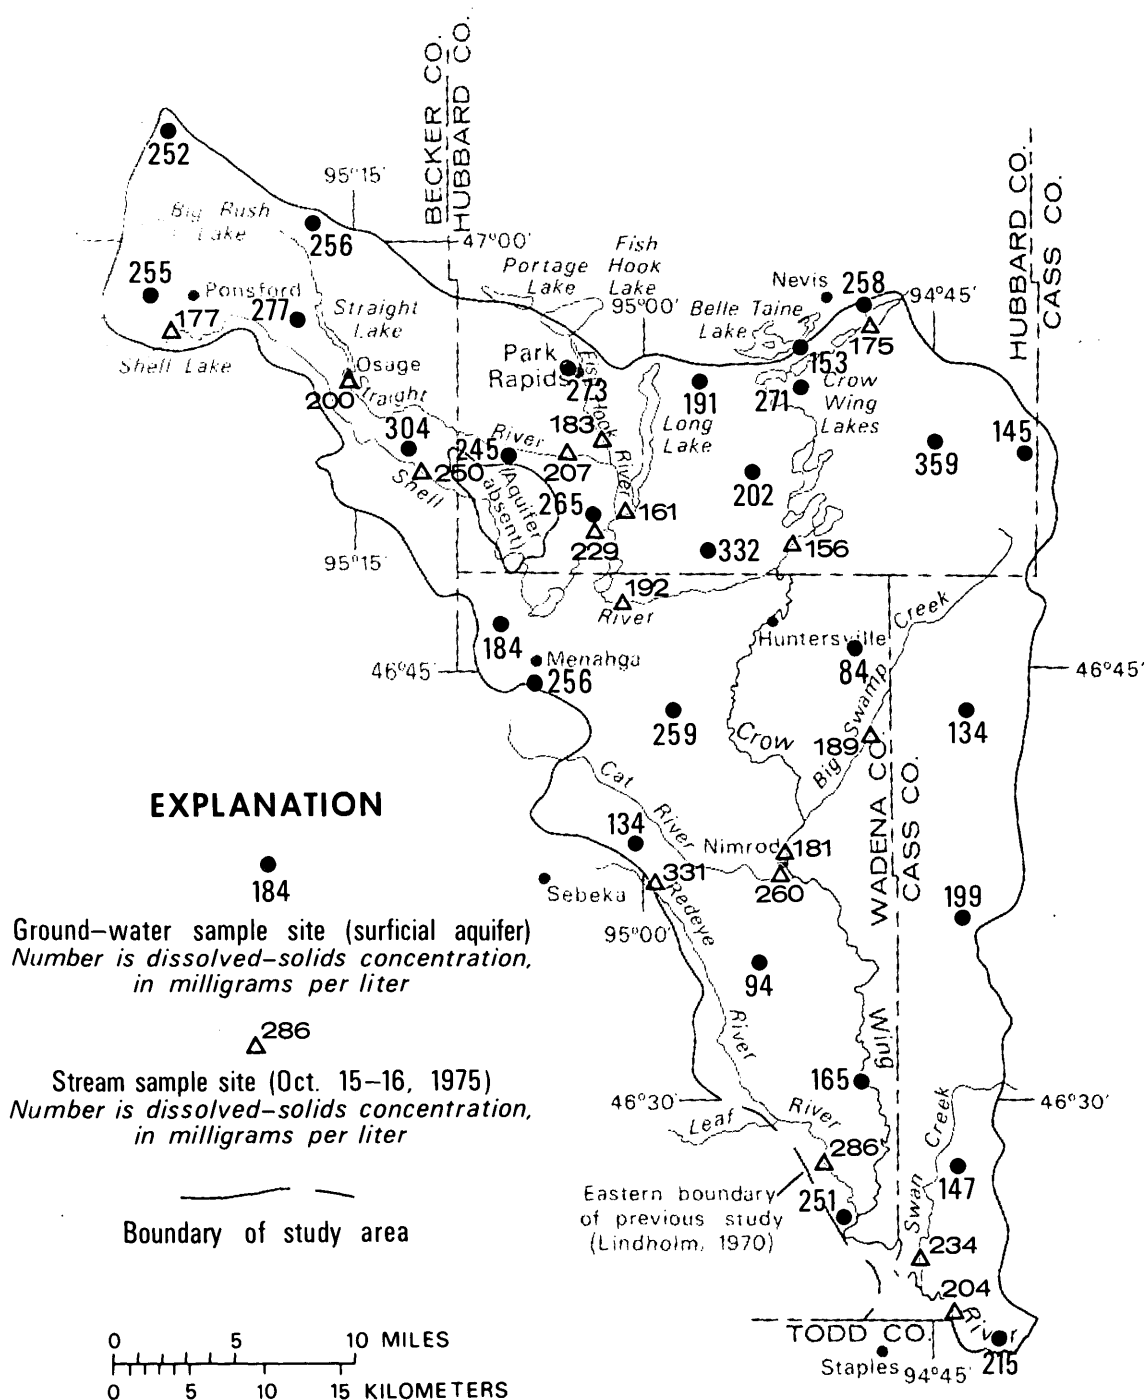 BECKER CO.
HUBBARD CO.
HUBBARD CO.
CASS CO.
252
95°15'
Big Rush
Lake
256
47°00'
Portage
Lake
Fish
Hook
Lake
95°00'
Nevis
258
94°45'
Belle Taine
Lake
255
Ponsford
277
177
Straight
Lake
Shell Lake
Osage
200
Straight
River
Park
Rapids
273
Fish Hook
River
153
175
191
271
Crow
Wing
Lakes
Long
Lake
183
304
245
207
359
145
260
Shell
(Aquifer
absent)
265
161
202
229
332
156
95°15'
192
River
Creek
184
Huntersville
84
Menahga
46°45'
256
46°45'
259
Crow
Big Swamp
189
134
WADENA CO.
CASS CO.
Cat
River
134
Nimrod
181
331
260
Sebeka
Redeye
River
95°00'
199
94
Wing
165
46°30'
Leaf
River
46°30'
Creek
286
147
Eastern boundary
of previous study
(Lindholm, 1970)
251
Swan
234
204
River
TODD CO.
Staples
94°45'
215
EXPLANATION
184
Ground-water sample site (surficial aquifer)
Number is dissolved-solids concentration,
in milligrams per liter
286
Stream sample site (Oct. 15-16, 1975)
Number is dissolved-solids concentration,
in milligrams per liter
Boundary of study area
0 5 10 MILES
0 5 10 15 KILOMETERS